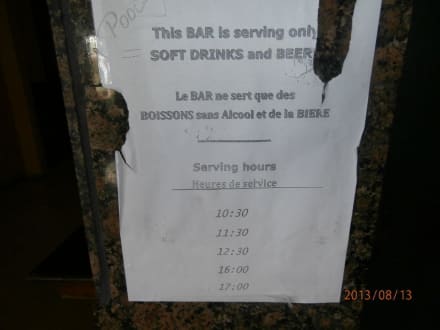 Pool
This BAR is serving only
SOFT DRINKS and BEER
Le BAR ne sert que des
BOISSONS sans Alcool et de la BIERE
Serving hours
Heures de service
10:30
11:30
12:30
16:00
17:00
2013/08/13